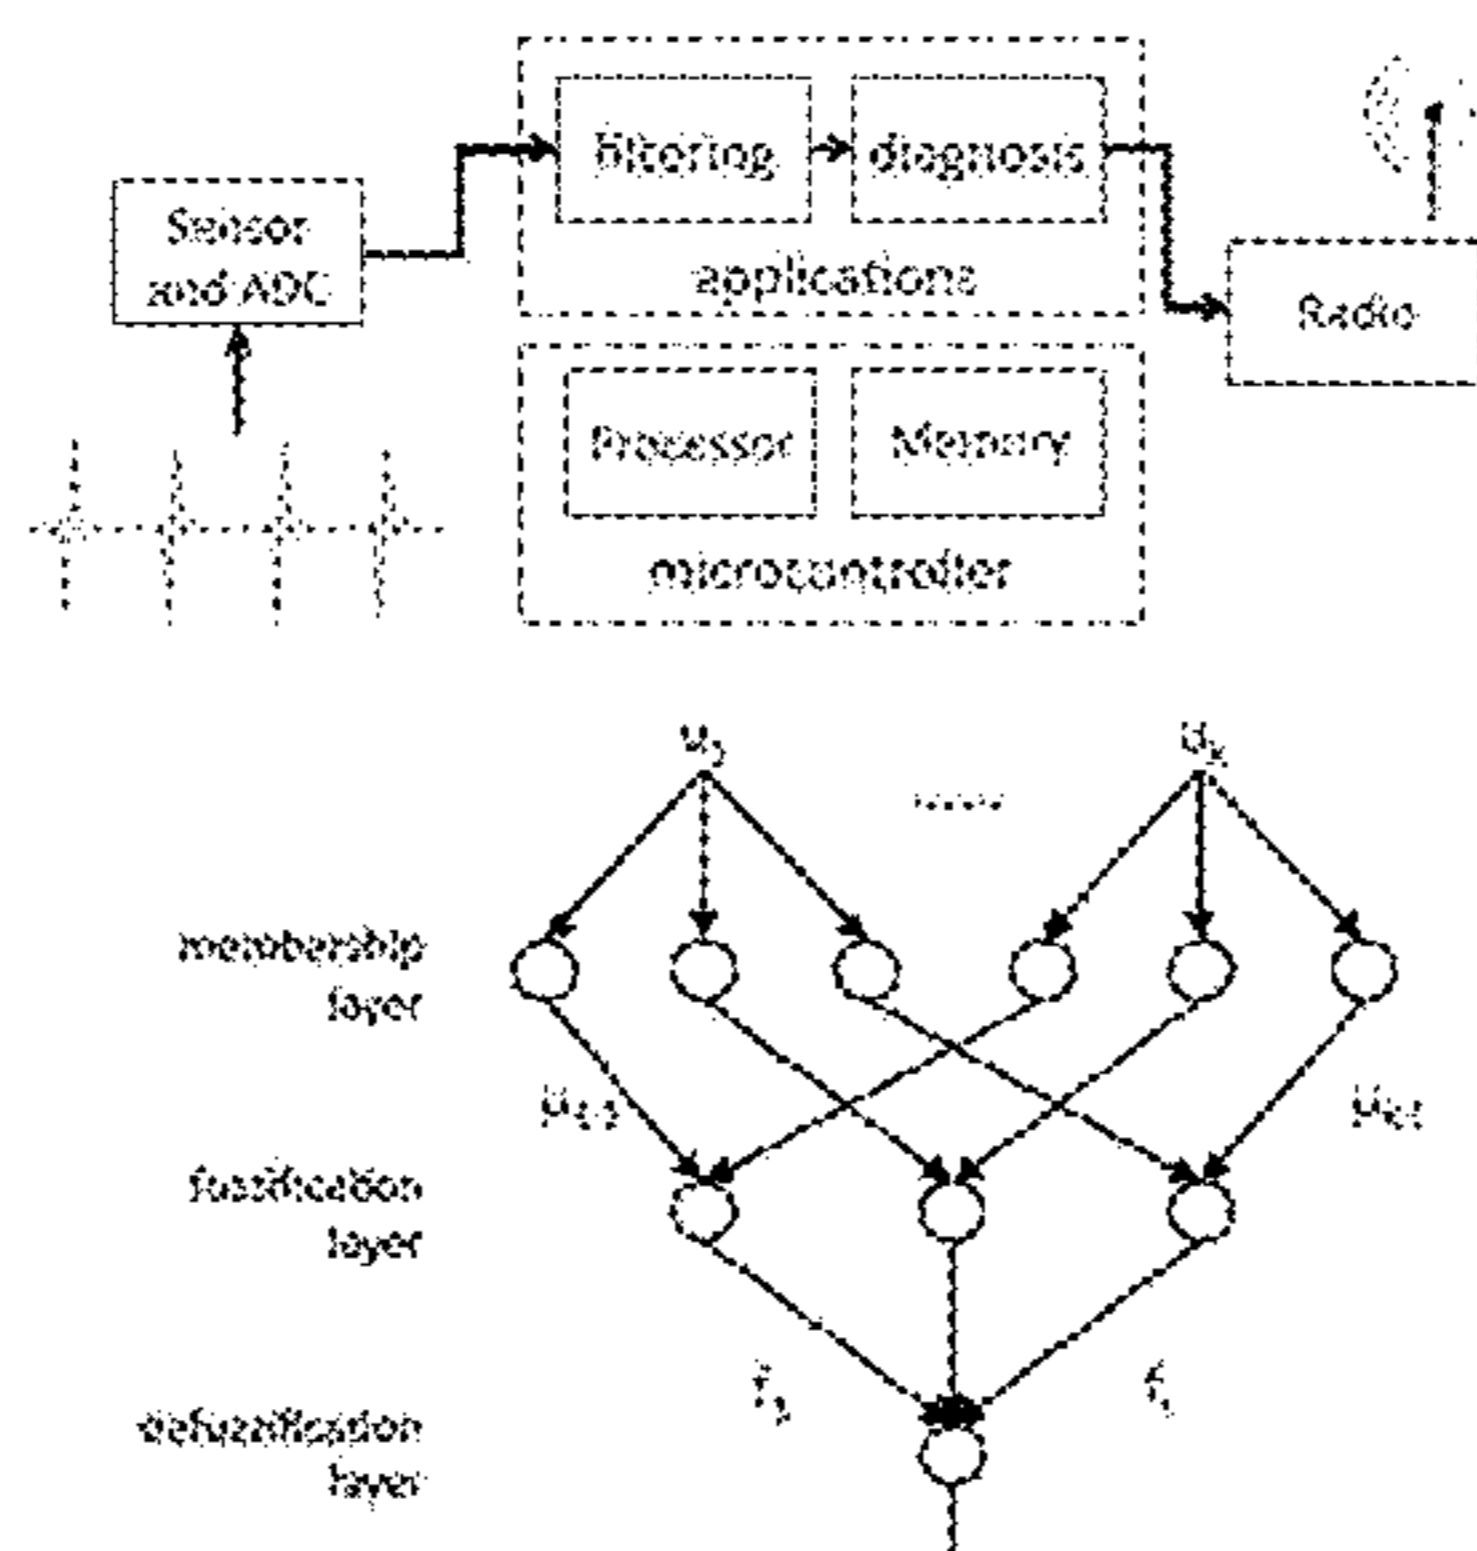 filtering
diagnosis
Sensor
and ADC
applications
Radio
Processor
Memory
microcontroller
membership
layer
fuzzification
layer
defuzzification
layer